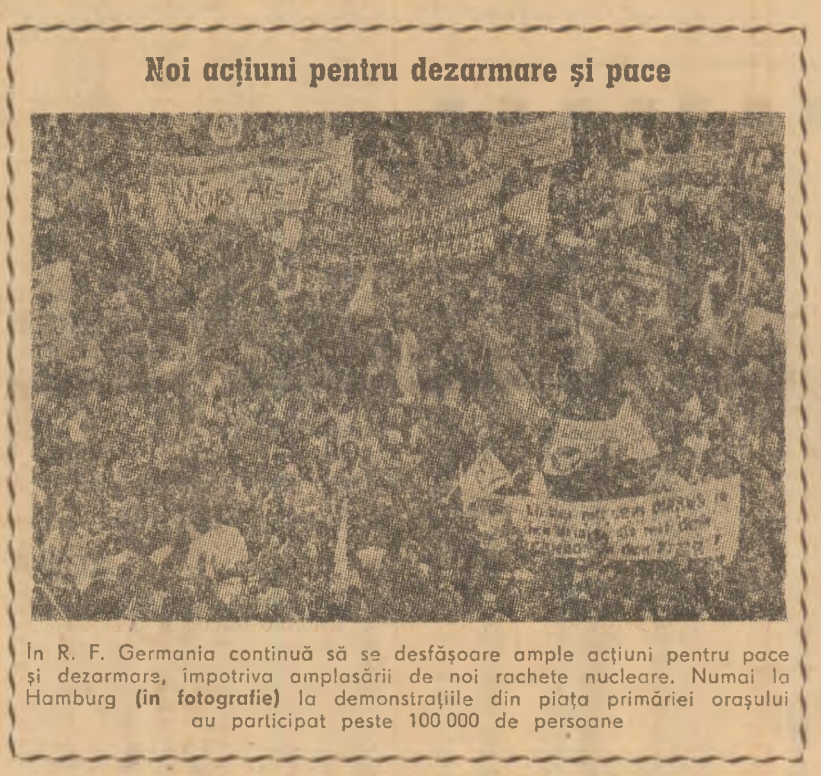 Noi acțiuni pentru dezarmare și pace
În R. F. Germania continuă să se desfășoare ample acțiuni pentru pace
și dezarmare, împotriva amplasării de noi rachete nucleare. Numai la
Hamburg (în fotografie) la demonstrațiile din piața primăriei orașului
au participat peste 100 000 de persoane